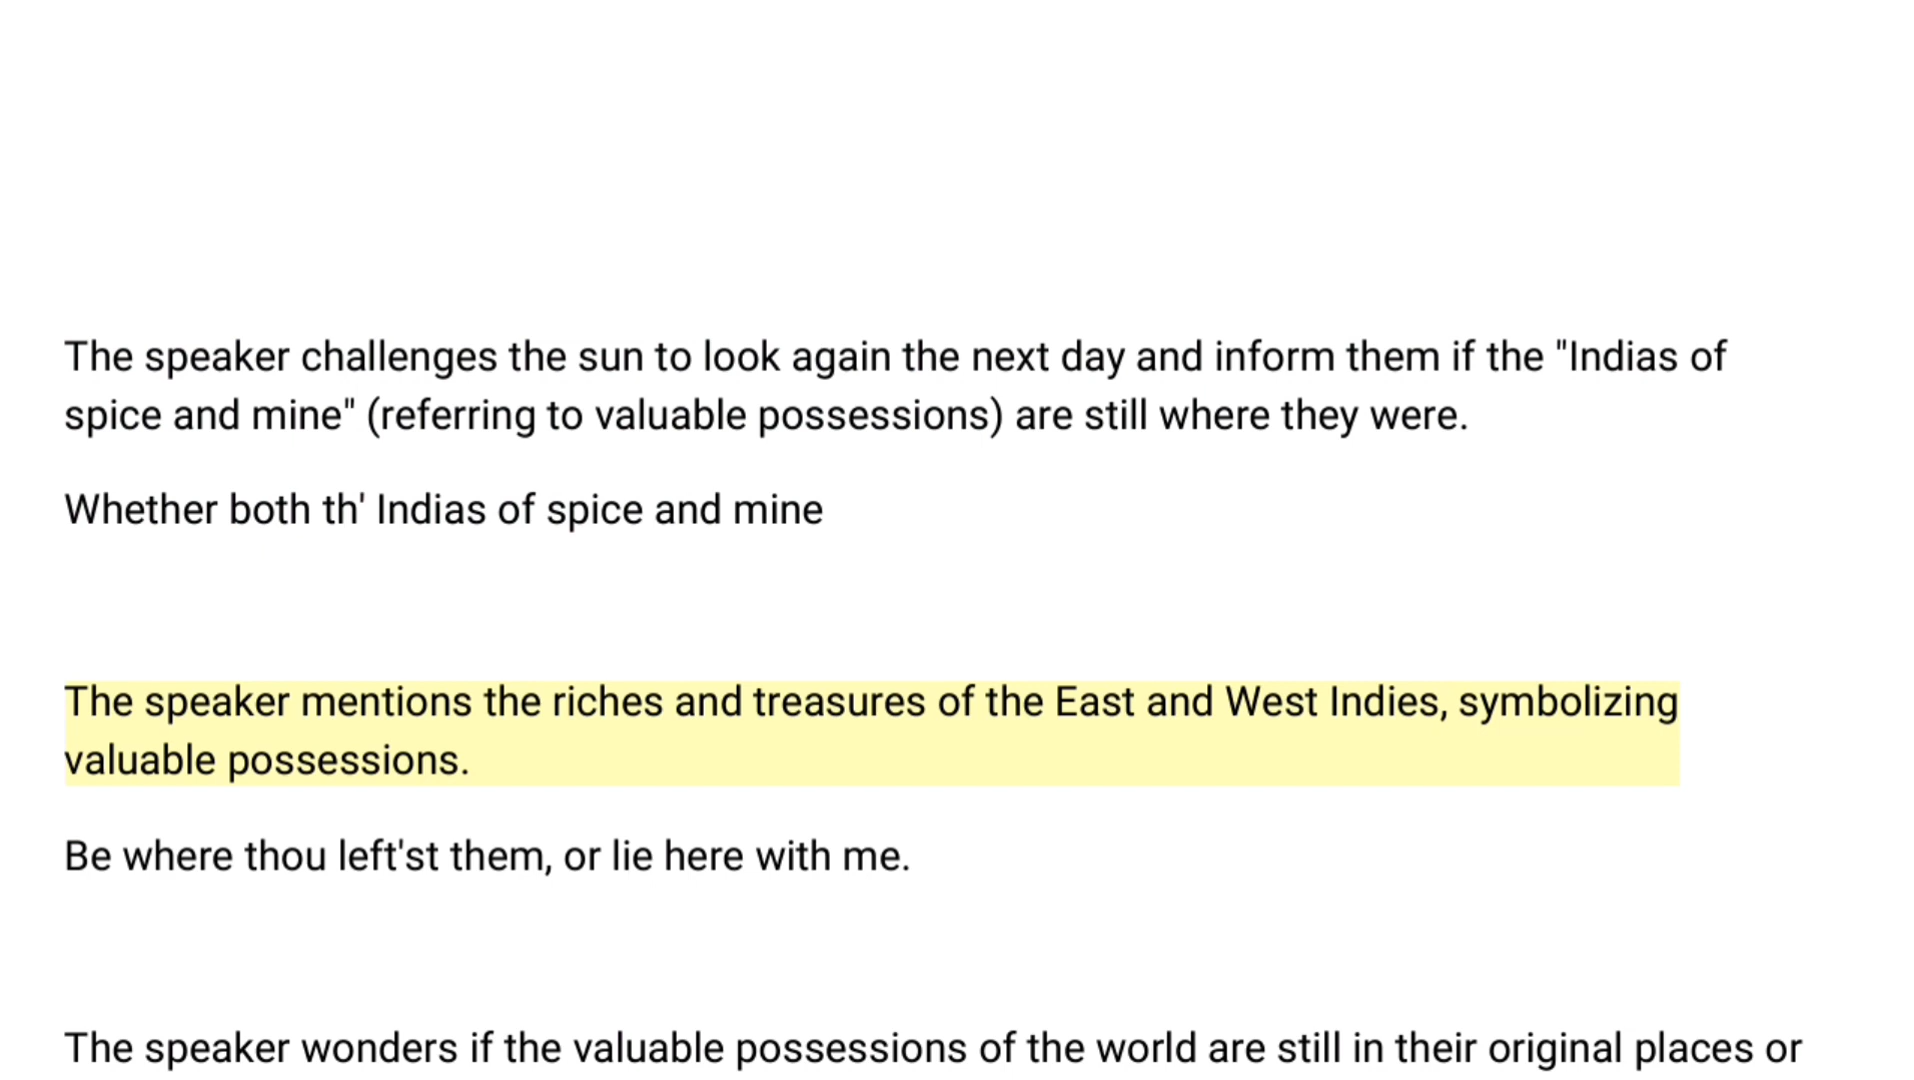 The speaker challenges the sun to look again the next day and inform them if the "Indias of
spice and mine" (referring to valuable possessions) are still where they were.
Whether both th' Indias of spice and mine
The speaker mentions the riches and treasures of the East and West Indies, symbolizing
valuable possessions.
Be where thou left'st them, or lie here with me.
The speaker wonders if the valuable possessions of the world are still in their original places or